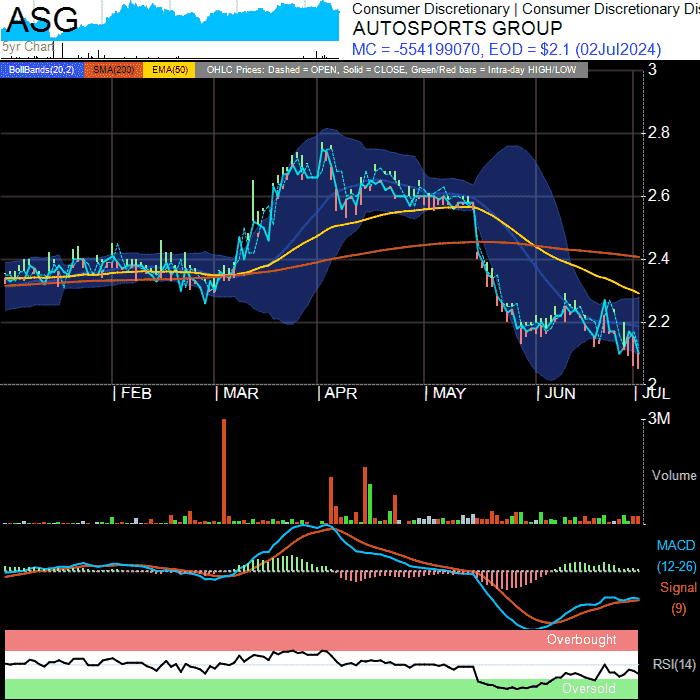 ASG
5yr Chart
Consumer Discretionary | Consumer Discretionary Dis
AUTOSPORTS GROUP
MC = -554199070, EOD = $2.1 (02Jul2024)
BollBands(20,2) SMA(200) EMA(50) OHLC Prices: Dashed = OPEN, Solid = CLOSE, Green/Red bars = Intra-day HIGH/LOW
3
2.8
2.6
2.4
2.2
2
FEB MAR APR MAY JUN JUL
3M
Volume
MACD
(12-26)
Signal
(9)
Overbought
RSI(14)
Oversold